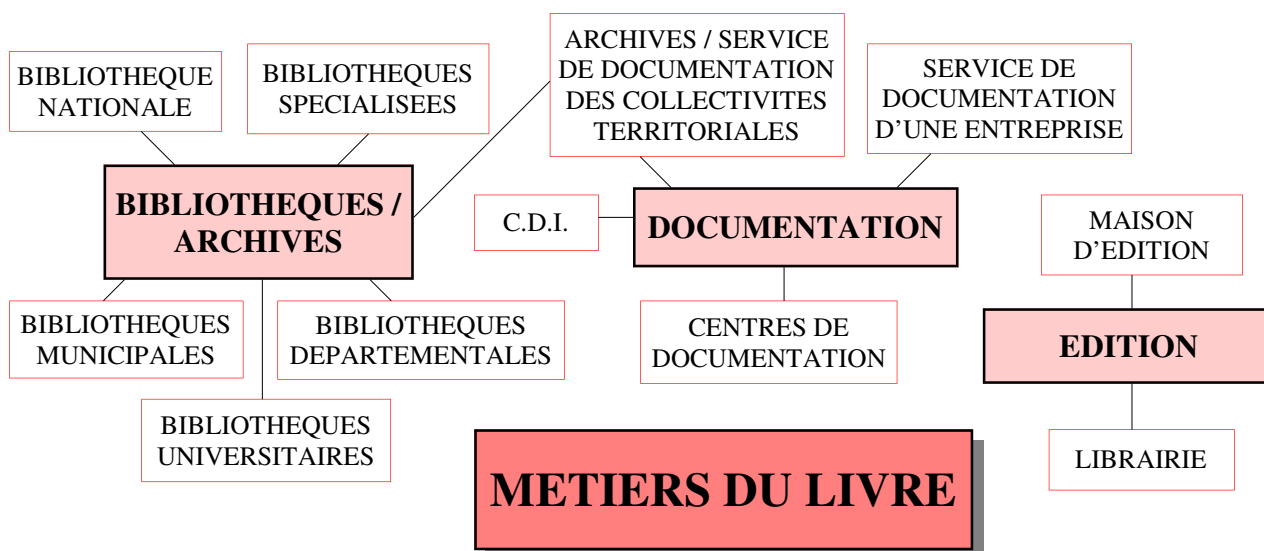 BIBLIOTHEQUE
NATIONALE
BIBLIOTHEQUES
SPECIALISEES
ARCHIVES / SERVICE
DE DOCUMENTATION
DES COLLECTIVITES
TERRITORIALES
SERVICE DE
DOCUMENTATION
D'UNE ENTREPRISE
BIBLIOTHEQUES /
ARCHIVES
C.D.I.
DOCUMENTATION
MAISON
D'EDITION
BIBLIOTHEQUES
MUNICIPALES
BIBLIOTHEQUES
DEPARTEMENTALES
CENTRES DE
DOCUMENTATION
EDITION
BIBLIOTHEQUES
UNIVERSITAIRES
LIBRAIRIE
METIERS DU LIVRE